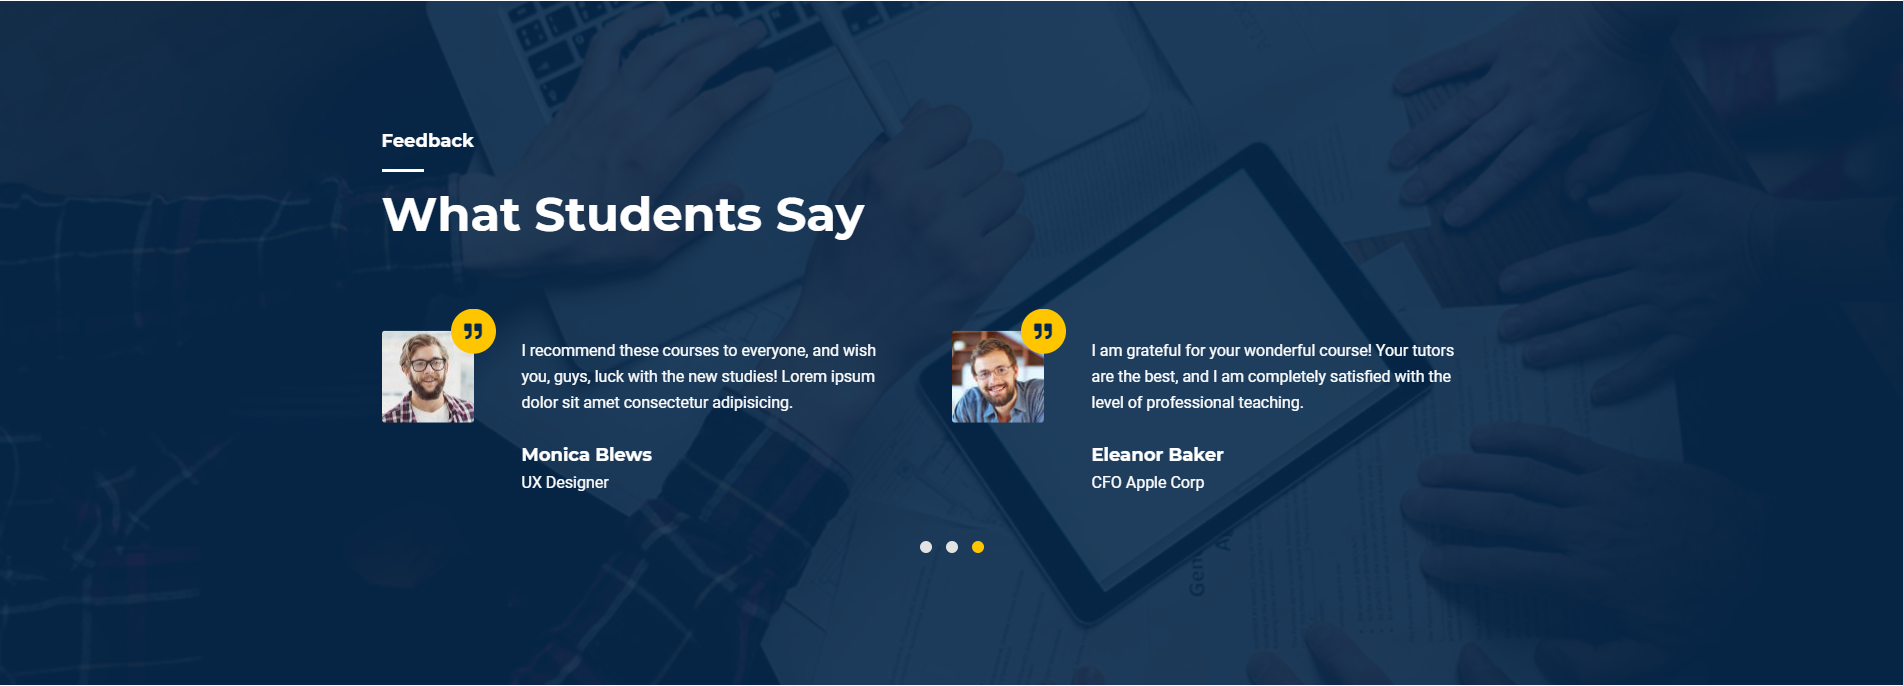 Feedback
What Students Say
I recommend these courses to everyone, and wish
you, guys, luck with the new studies! Lorem ipsum
dolor sit amet consectetur adipisicing.
Monica Blews
UX Designer
I am grateful for your wonderful course! Your tutors
are the best, and I am completely satisfied with the
level of professional teaching.
Eleanor Baker
CFO Apple Corp